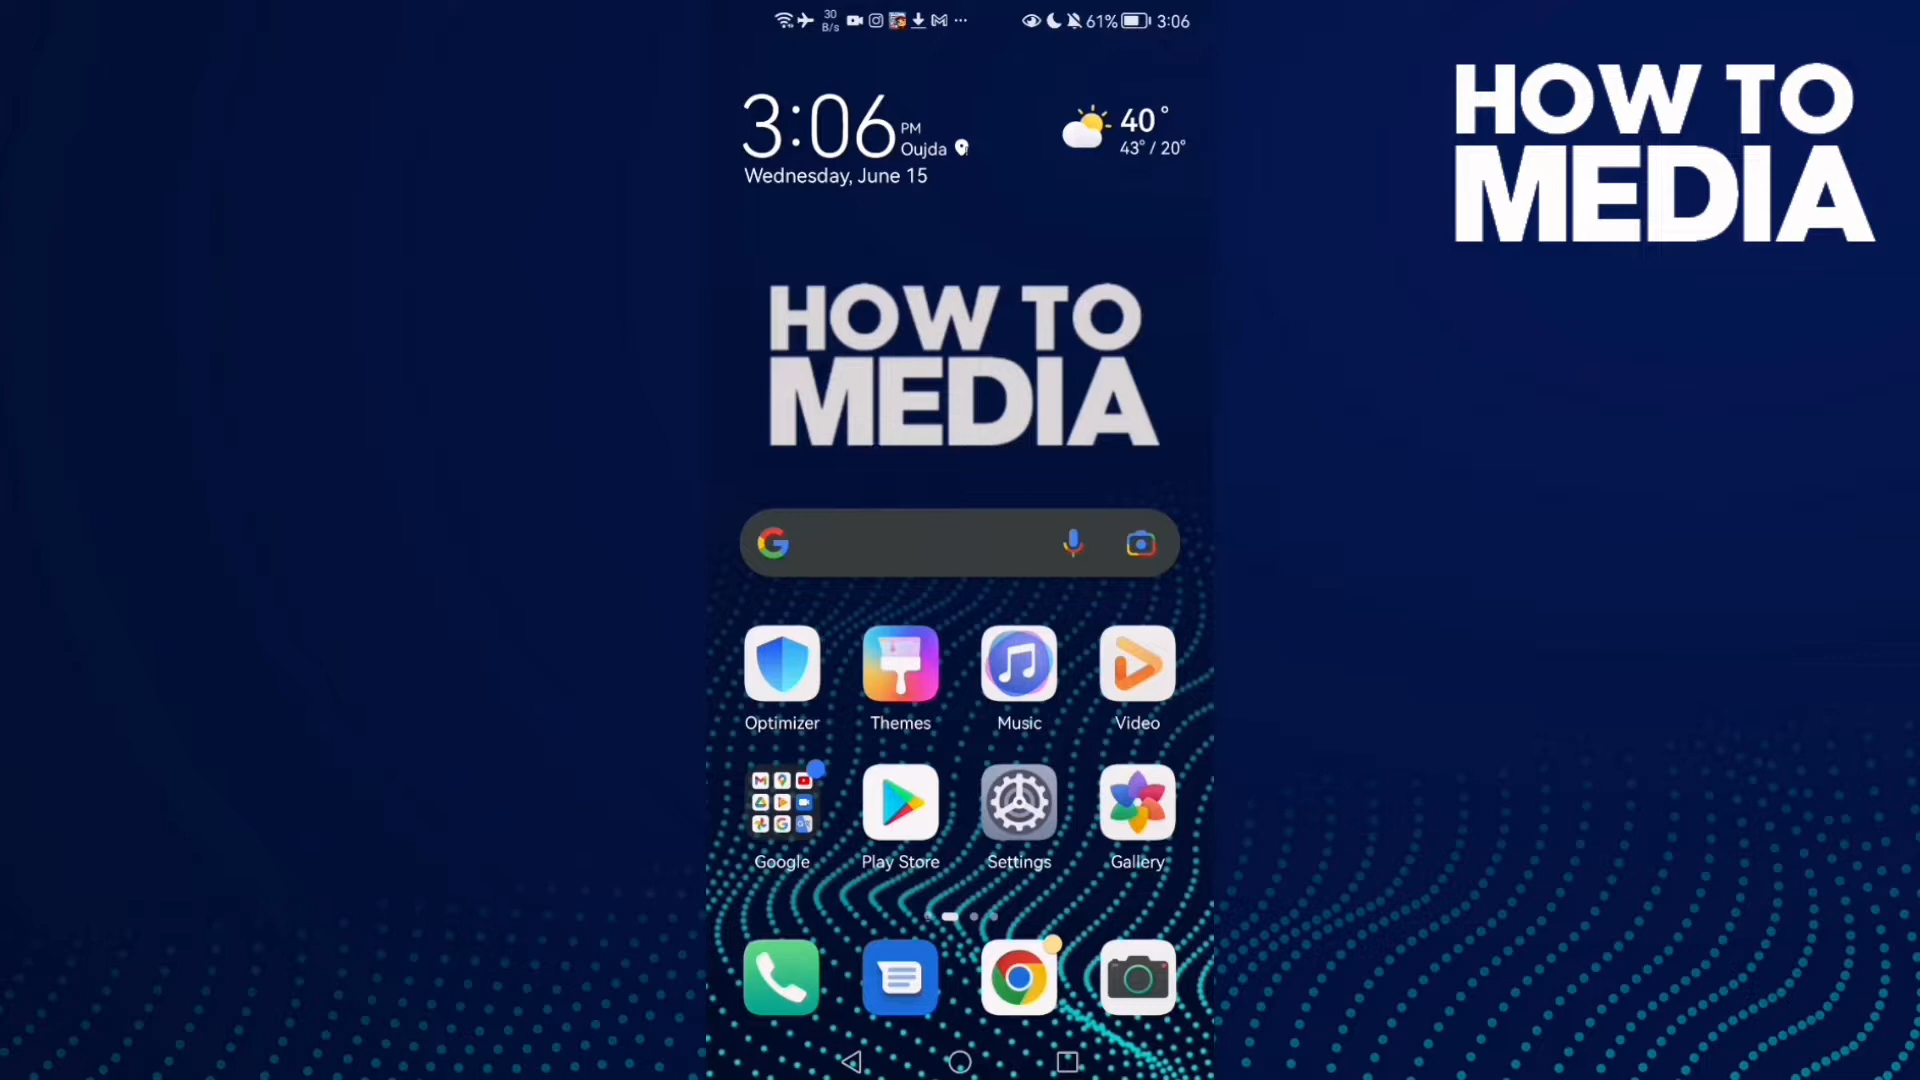 30
B/s
61%
3:06
HOW TO
MEDIA
3:06 PM
Oujda
Wednesday, June 15
40°
43° / 20°
HOW TO
MEDIA
Optimizer
Themes
Music
Video
Google
Play Store
Settings
Gallery